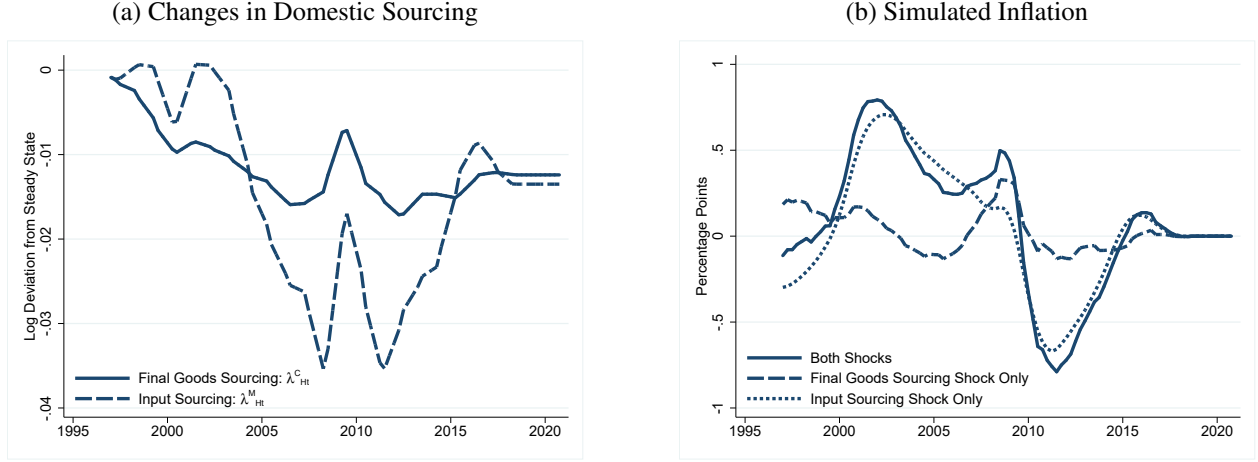 (a) Changes in Domestic Sourcing
Log Deviation from Steady State
0
-.01
-.02
-.03
-.04
Final Goods Sourcing: λ^C_Ht
Input Sourcing: λ^M_Ht
1995 2000 2005 2010 2015 2020
(b) Simulated Inflation
Percentage Points
1
.5
0
-.5
-1
Both Shocks
Final Goods Sourcing Shock Only
Input Sourcing Shock Only
1995 2000 2005 2010 2015 2020